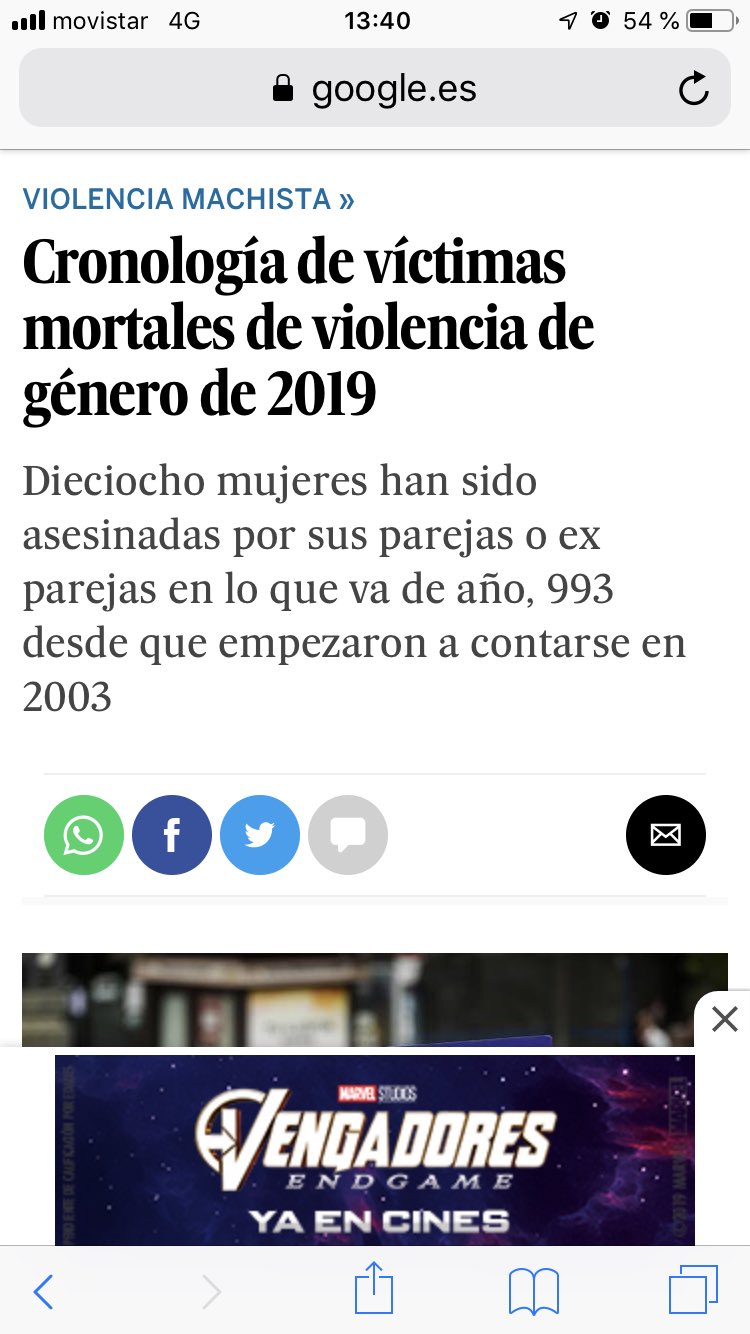 movistar 4G 13:40 54 %
google.es
VIOLENCIA MACHISTA »
Cronología de víctimas
mortales de violencia de
género de 2019
Dieciocho mujeres han sido
asesinadas por sus parejas o ex
parejas en lo que va de año, 993
desde que empezaron a contarse en
2003
MARVEL STUDIOS
VENGADORES
ENDGAME
YA EN CINES